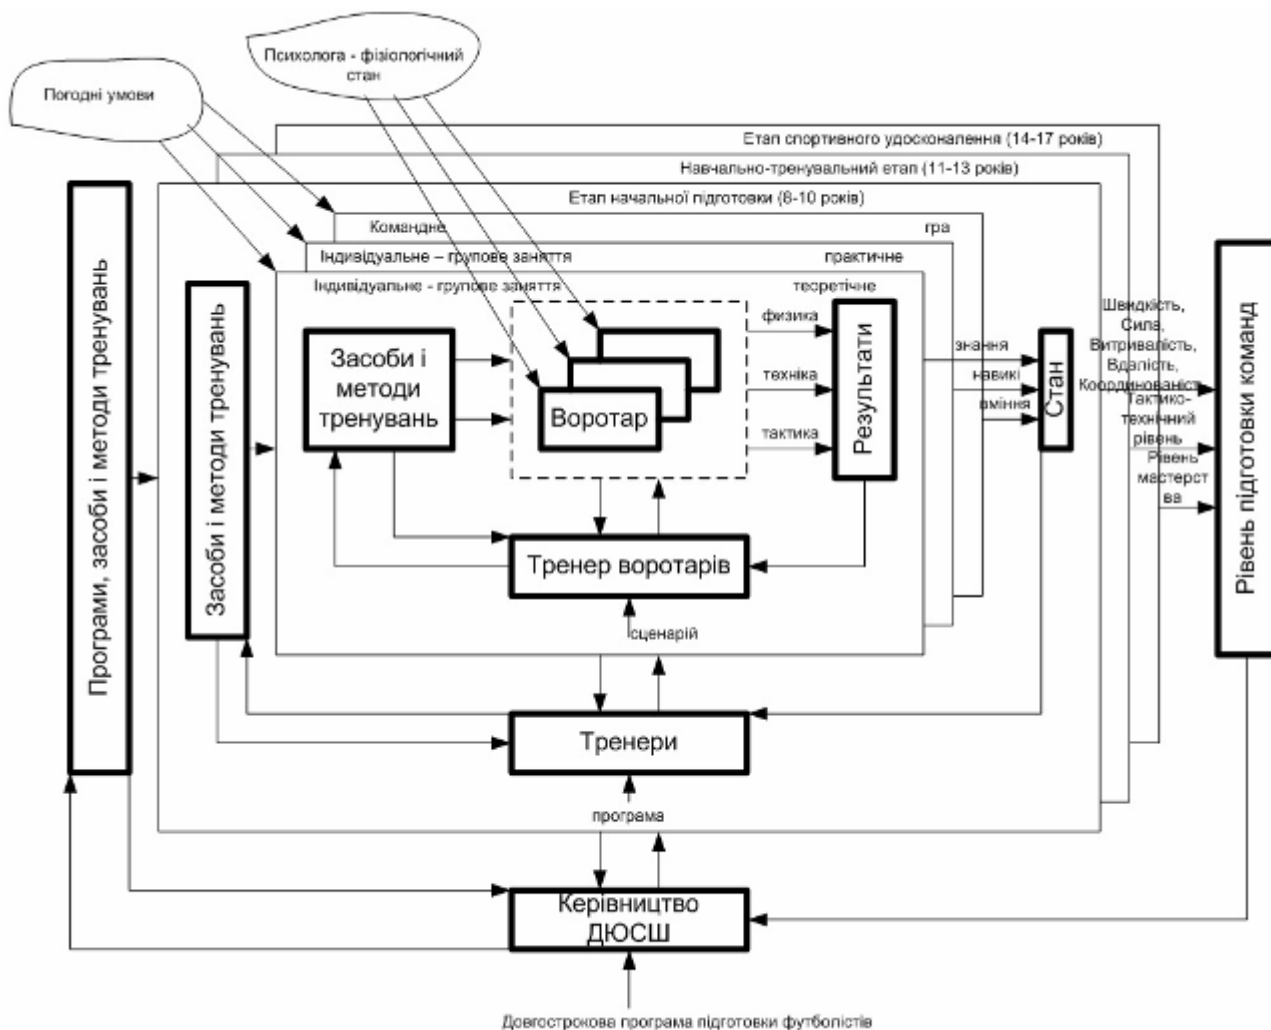 Психолога - фізіологічний
стан
Погодні умови
Етап спортивного удосконалення (14-17 років)
Навчально-тренувальний етап (11-13 років)
Етап начальної підготовки (8-10 років)
Командне
гра
Індивідуальне – групове заняття
практичне
Індивідуальне - групове заняття
теоретічне
Програми, засоби і методи тренувань
Засоби і методи тренувань
Засоби і
методи
тренувань
Воротар
физика
техніка
тактика
Результати
знання
навикі
вміння
Стан
Швидкість,
Сила,
Витривалість,
Вдалість,
Координованіст
Тактико-
технічний
рівень
Рівень
мастерст
ва
Рівень підготовки команд
Тренер воротарів
сценарій
Тренери
програма
Керівництво
ДЮСШ
Довгострокова програма підготовки футболістів